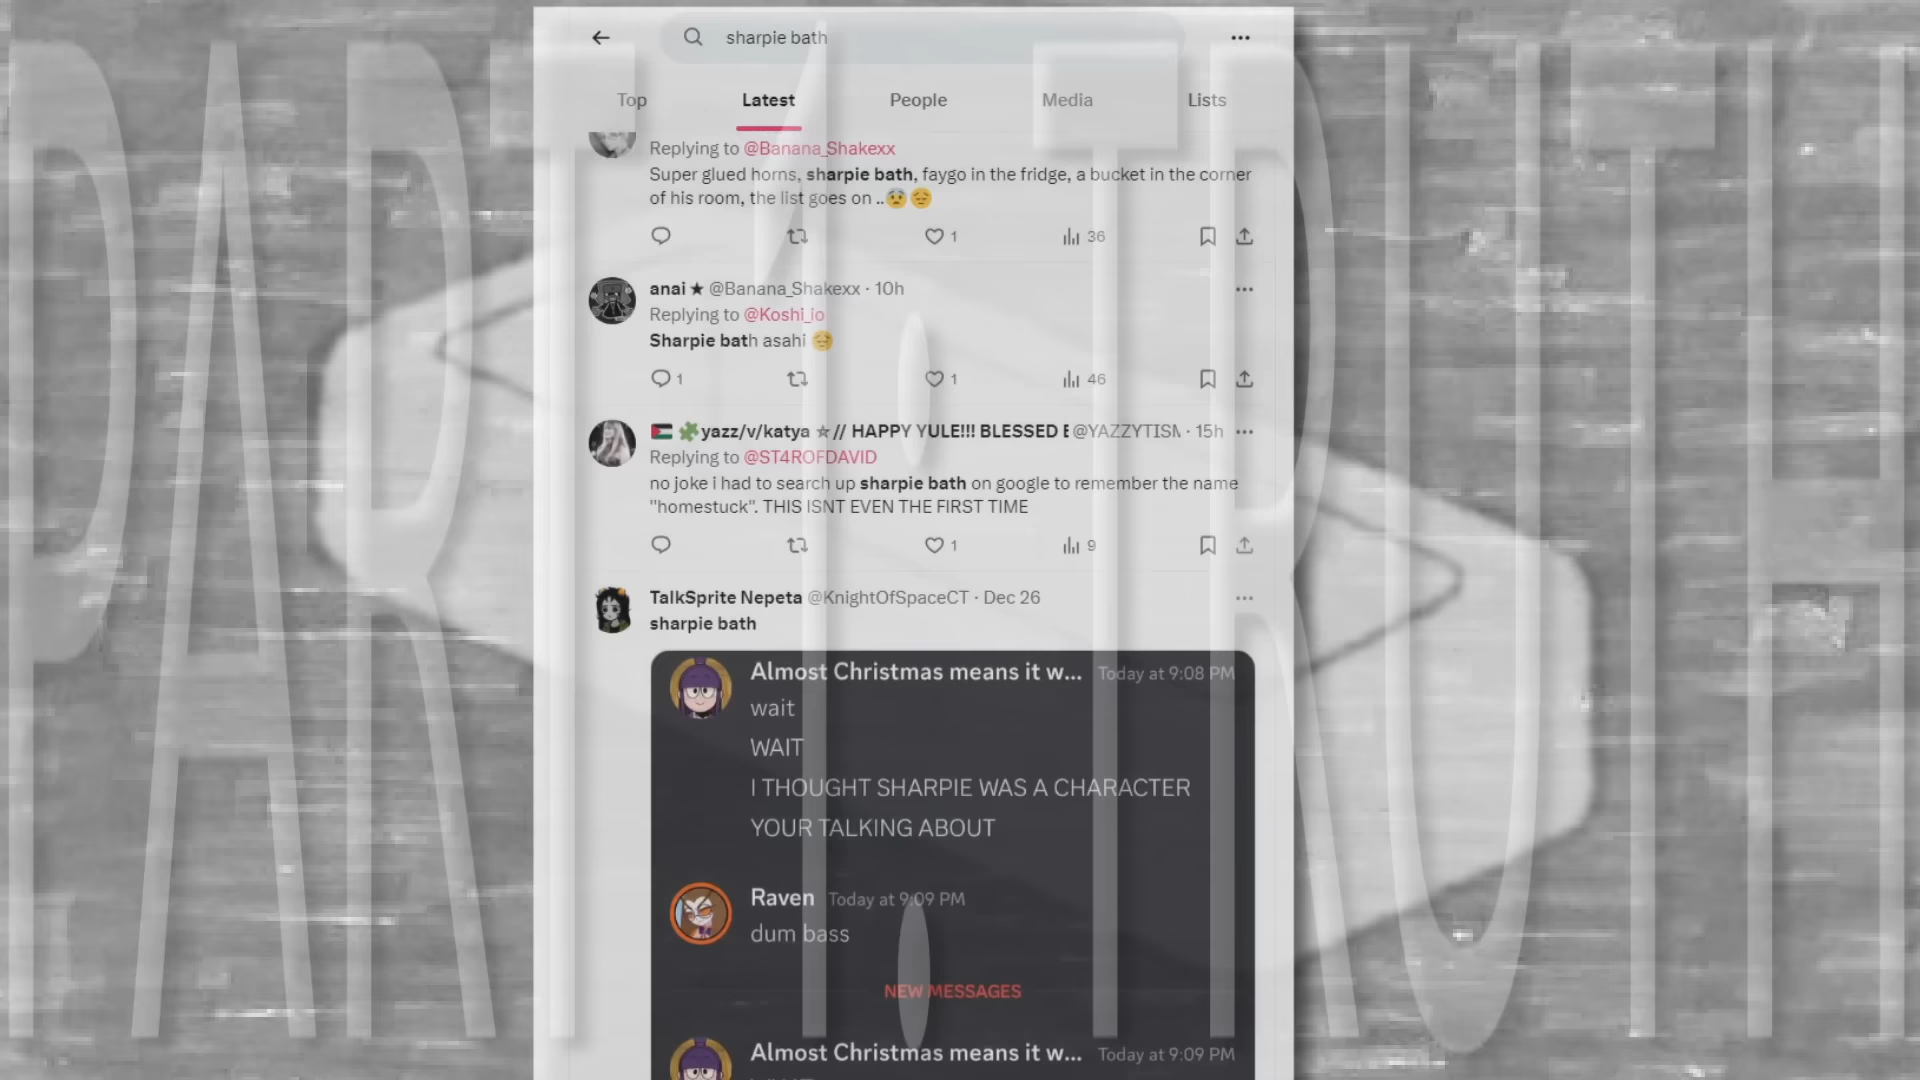 PART 1: TRUTH
sharpie bath
Top Latest People Media Lists
Replying to @Banana_Shakexx
Super glued horns, sharpie bath, faygo in the fridge, a bucket in the corner
of his room, the list goes on ..😟😔
1 36
anai ★ @Banana_Shakexx · 10h
Replying to @Koshi_io
Sharpie bath asahi 😔
1 1 46
yazz/v/katya ☆// HAPPY YULE!!! BLESSED @YAZZYTISM · 15h
Replying to @ST4ROFDAVID
no joke i had to search up sharpie bath on google to remember the name
"homestuck". THIS ISNT EVEN THE FIRST TIME
1 9
TalkSprite Nepeta @KnightOfSpaceCT · Dec 26
sharpie bath
Almost Christmas means it w... Today at 9:08 PM
wait
WAIT
I THOUGHT SHARPIE WAS A CHARACTER
YOUR TALKING ABOUT
Raven Today at 9:09 PM
dum bass
NEW MESSAGES
Almost Christmas means it w... Today at 9:09 PM